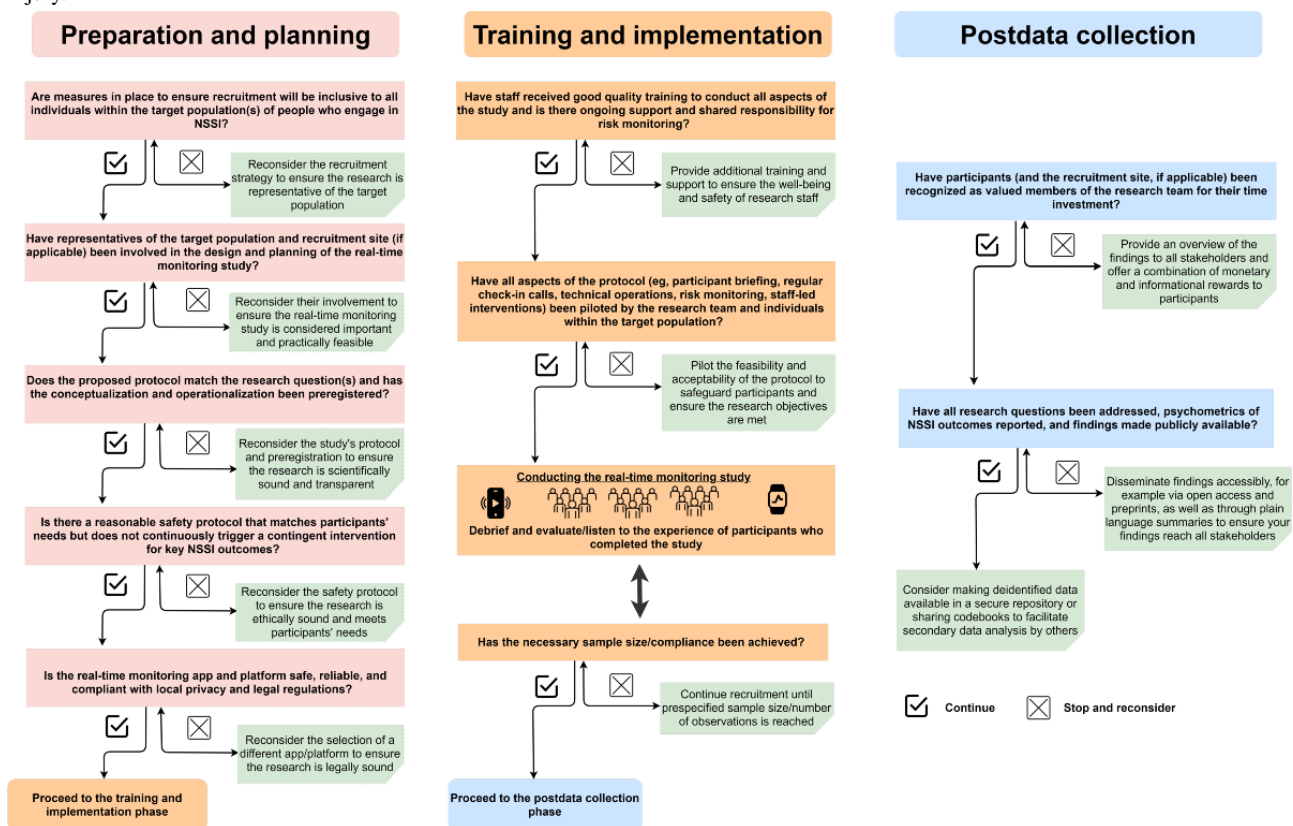 Preparation and planning
Are measures in place to ensure recruitment will be inclusive to all
individuals within the target population(s) of people who engage in
NSSI?
Reconsider the recruitment
strategy to ensure the research is
representative of the target
population
Have representatives of the target population and recruitment site (if
applicable) been involved in the design and planning of the real-time
monitoring study?
Reconsider their involvement to
ensure the real-time monitoring
study is considered important
and practically feasible
Does the proposed protocol match the research question(s) and has
the conceptualization and operationalization been preregistered?
Reconsider the study's protocol
and preregistration to ensure
the research is scientifically
sound and transparent
Is there a reasonable safety protocol that matches participants'
needs but does not continuously trigger a contingent intervention
for key NSSI outcomes?
Reconsider the safety protocol
to ensure the research is
ethically sound and meets
participants' needs
Is the real-time monitoring app and platform safe, reliable, and
compliant with local privacy and legal regulations?
Reconsider the selection of a
different app/platform to ensure
the research is legally sound
Proceed to the training and
implementation phase
Training and implementation
Have staff received good quality training to conduct all aspects of
the study and is there ongoing support and shared responsibility for
risk monitoring?
Provide additional training and
support to ensure the well-being
and safety of research staff
Have all aspects of the protocol (eg, participant briefing, regular
check-in calls, technical operations, risk monitoring, staff-led
interventions) been piloted by the research team and individuals
within the target population?
Pilot the feasibility and
acceptability of the protocol to
safeguard participants and
ensure the research objectives
are met
Conducting the real-time monitoring study
Debrief and evaluate/listen to the experience of participants who
completed the study
Has the necessary sample size/compliance been achieved?
Continue recruitment until
prespecified sample size/number
of observations is reached
Proceed to the postdata collection
phase
Postdata collection
Have participants (and the recruitment site, if applicable) been
recognized as valued members of the research team for their time
investment?
Provide an overview of the
findings to all stakeholders and
offer a combination of monetary
and informational rewards to
participants
Have all research questions been addressed, psychometrics of
NSSI outcomes reported, and findings made publicly available?
Disseminate findings accessibly, for
example via open access and
preprints, as well as through plain
language summaries to ensure your
findings reach all stakeholders
Consider making deidentified data
available in a secure repository or
sharing codebooks to facilitate
secondary data analysis by others
Continue
Stop and reconsider